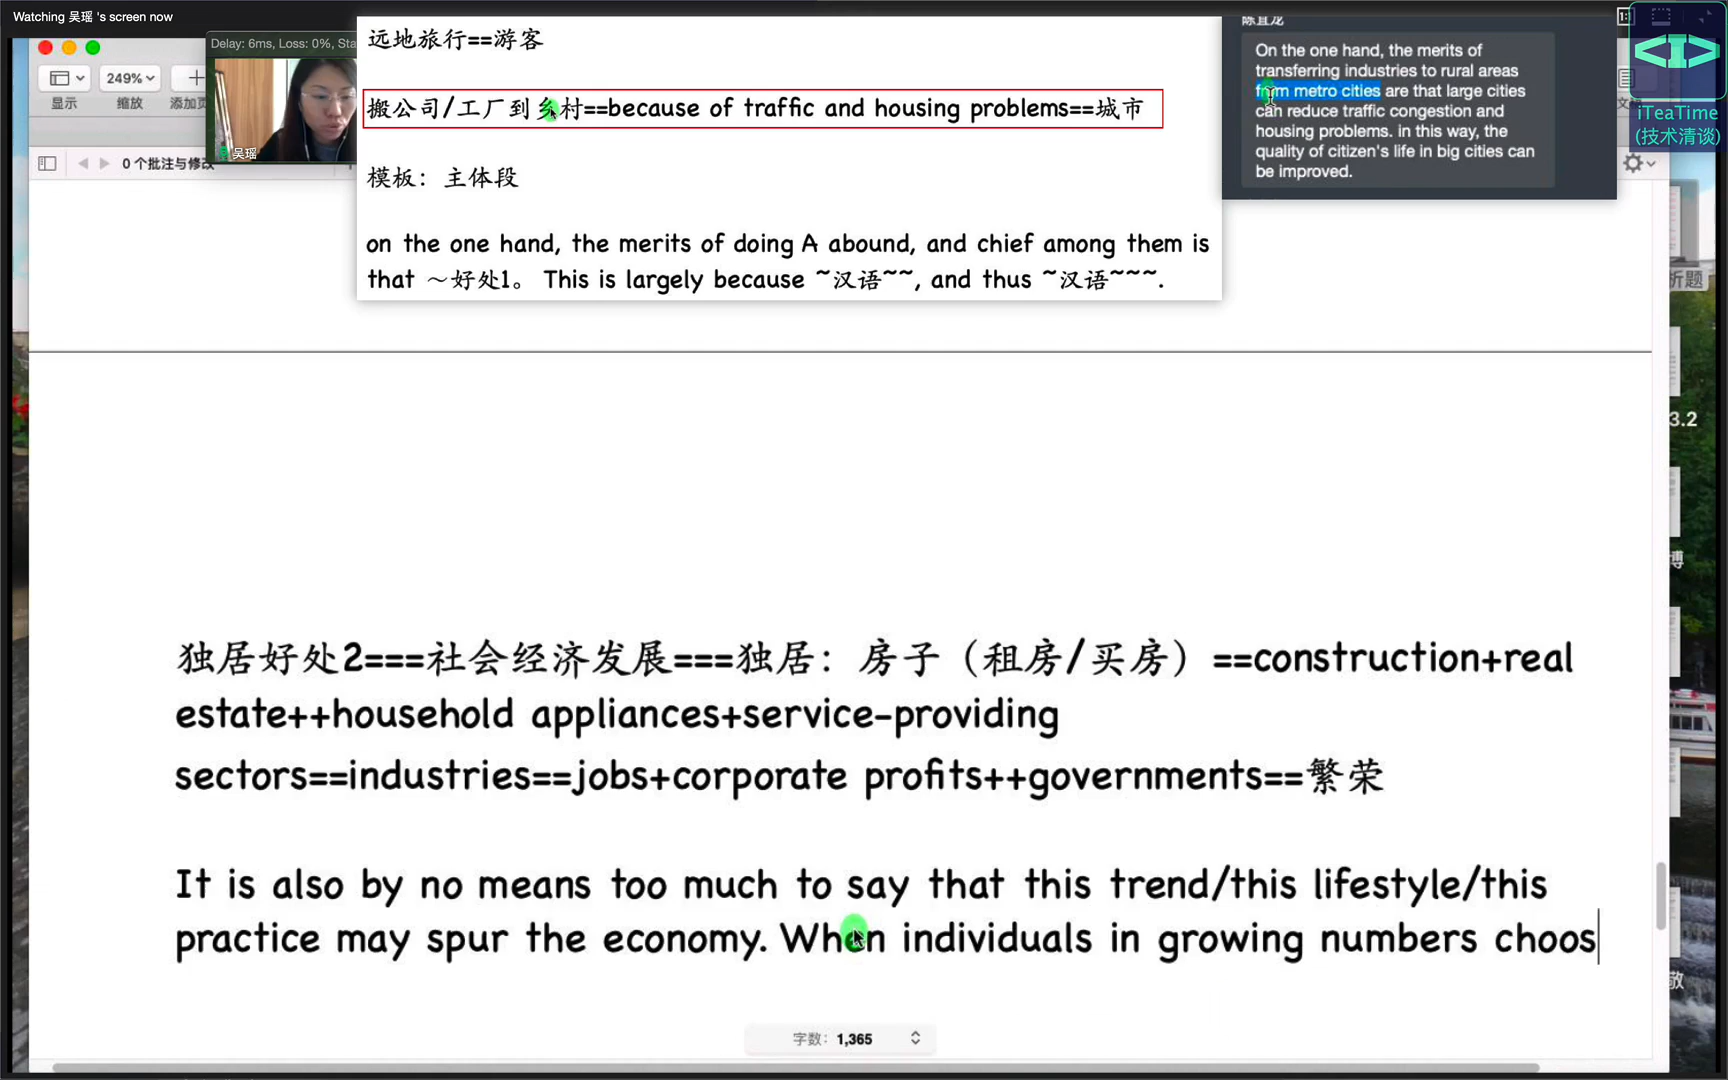 Watching 吴瑶 's screen now
Delay: 6ms, Loss: 0%, Sta
249%
显示
缩放
添加页
0 个批注与修改
吴瑶
远地旅行==游客
搬公司/工厂到乡村==because of traffic and housing problems==城市
模板：主体段
on the one hand, the merits of doing A abound, and chief among them is
that ～好处1。 This is largely because ~汉语~~, and thus ~汉语~~~.
陈宜龙
On the one hand, the merits of
transferring industries to rural areas
from metro cities are that large cities
can reduce traffic congestion and
housing problems. in this way, the
quality of citizen's life in big cities can
be improved.
iTeaTime
(技术清谈)
析题
3.2
博
敬
独居好处2===社会经济发展===独居：房子（租房/买房）==construction+real
estate++household appliances+service-providing
sectors==industries==jobs+corporate profits++governments==繁荣
It is also by no means too much to say that this trend/this lifestyle/this
practice may spur the economy. When individuals in growing numbers choos
字数: 1,365